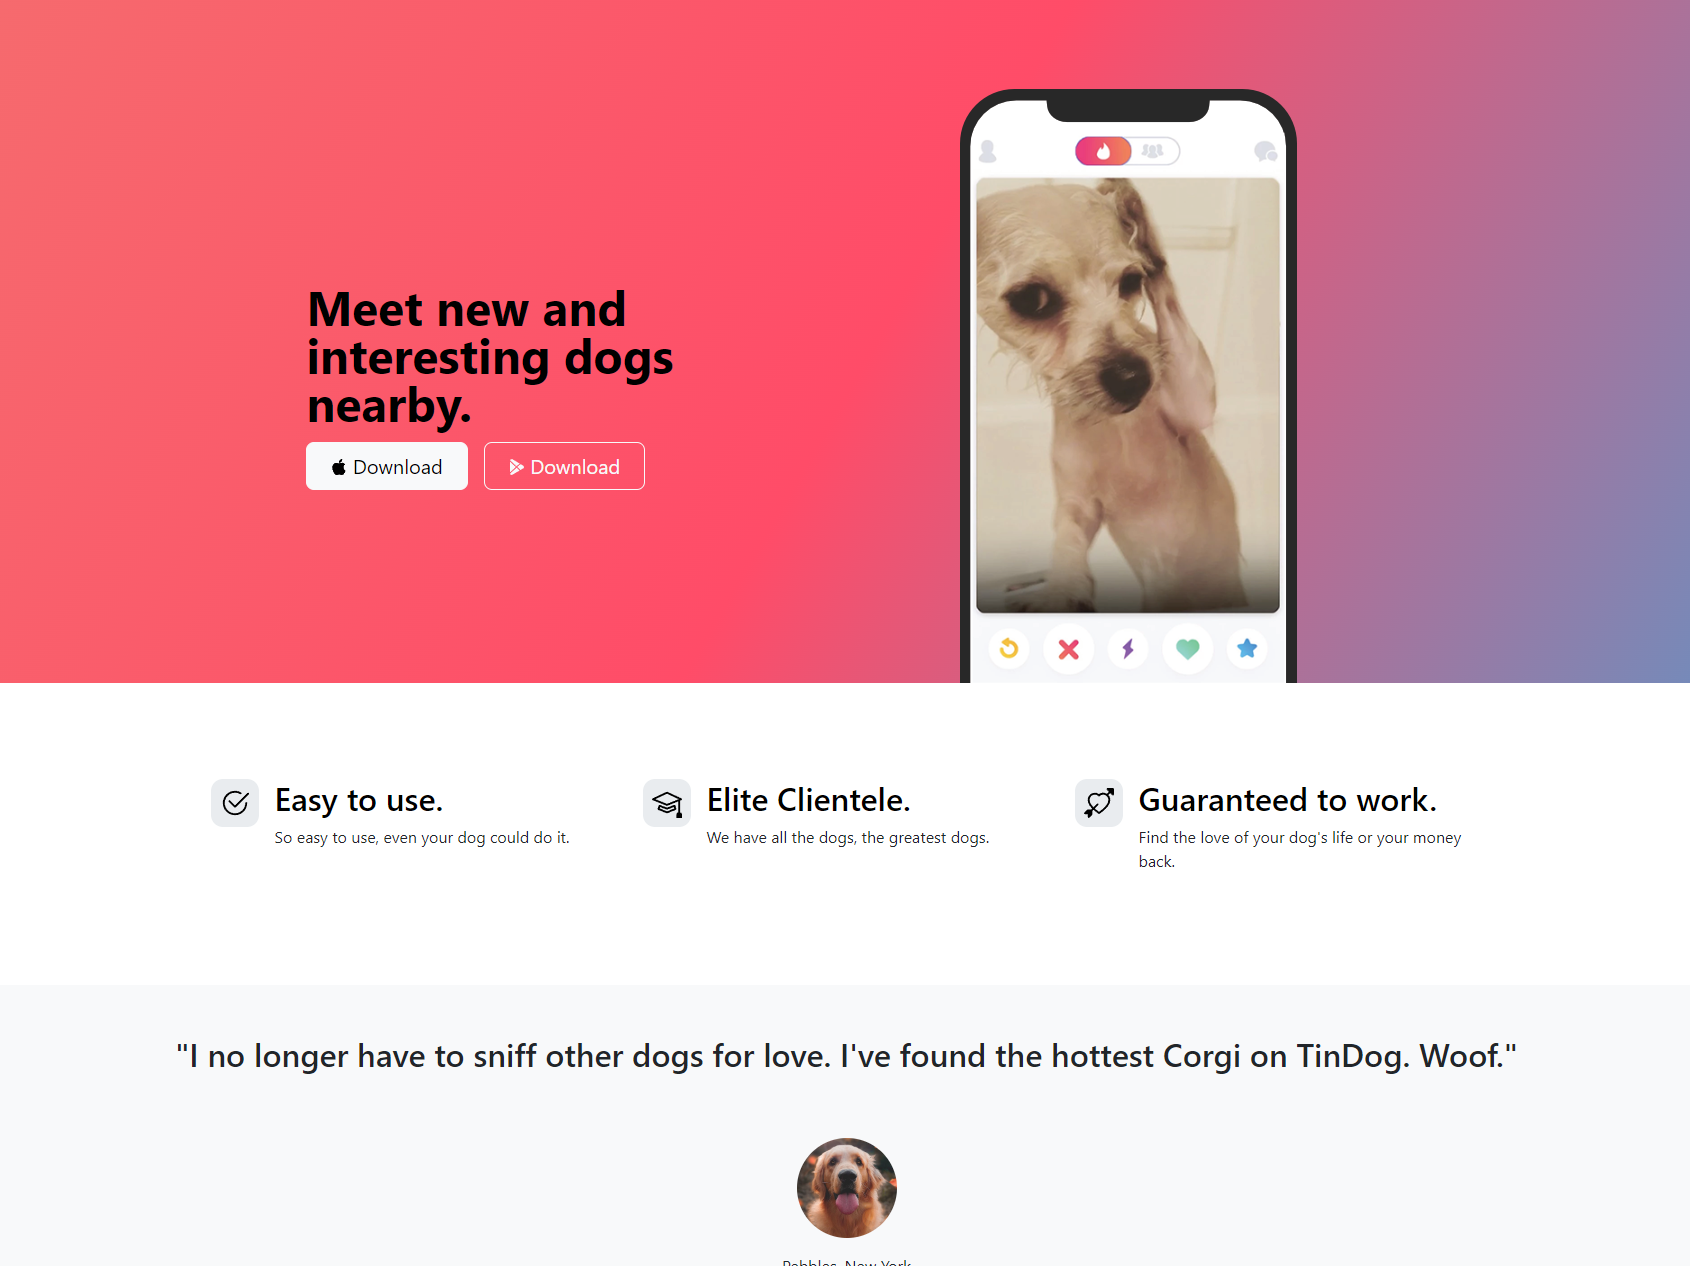 Meet new and
interesting dogs
nearby.
Download
Download
Easy to use.
So easy to use, even your dog could do it.
Elite Clientele.
We have all the dogs, the greatest dogs.
Guaranteed to work.
Find the love of your dog's life or your money
back.
"I no longer have to sniff other dogs for love. I've found the hottest Corgi on TinDog. Woof."
Pebbles, New York